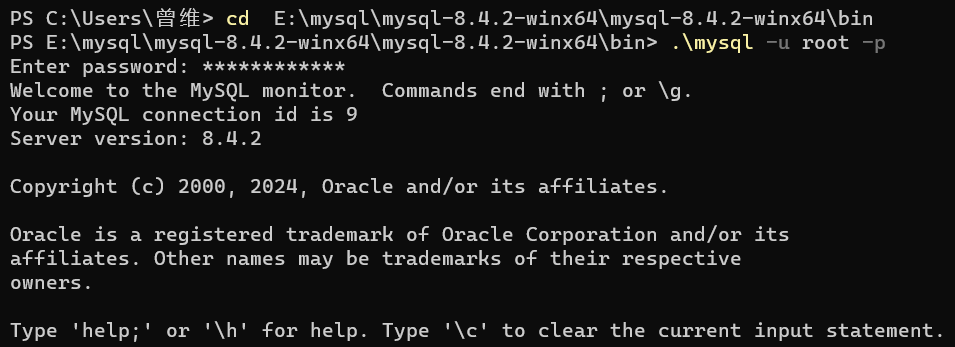 PS C:\Users\曾维> cd  E:\mysql\mysql-8.4.2-winx64\mysql-8.4.2-winx64\bin
PS E:\mysql\mysql-8.4.2-winx64\mysql-8.4.2-winx64\bin> .\mysql -u root -p
Enter password: ************
Welcome to the MySQL monitor.  Commands end with ; or \g.
Your MySQL connection id is 9
Server version: 8.4.2
Copyright (c) 2000, 2024, Oracle and/or its affiliates.
Oracle is a registered trademark of Oracle Corporation and/or its
affiliates. Other names may be trademarks of their respective
owners.
Type 'help;' or '\h' for help. Type '\c' to clear the current input statement.